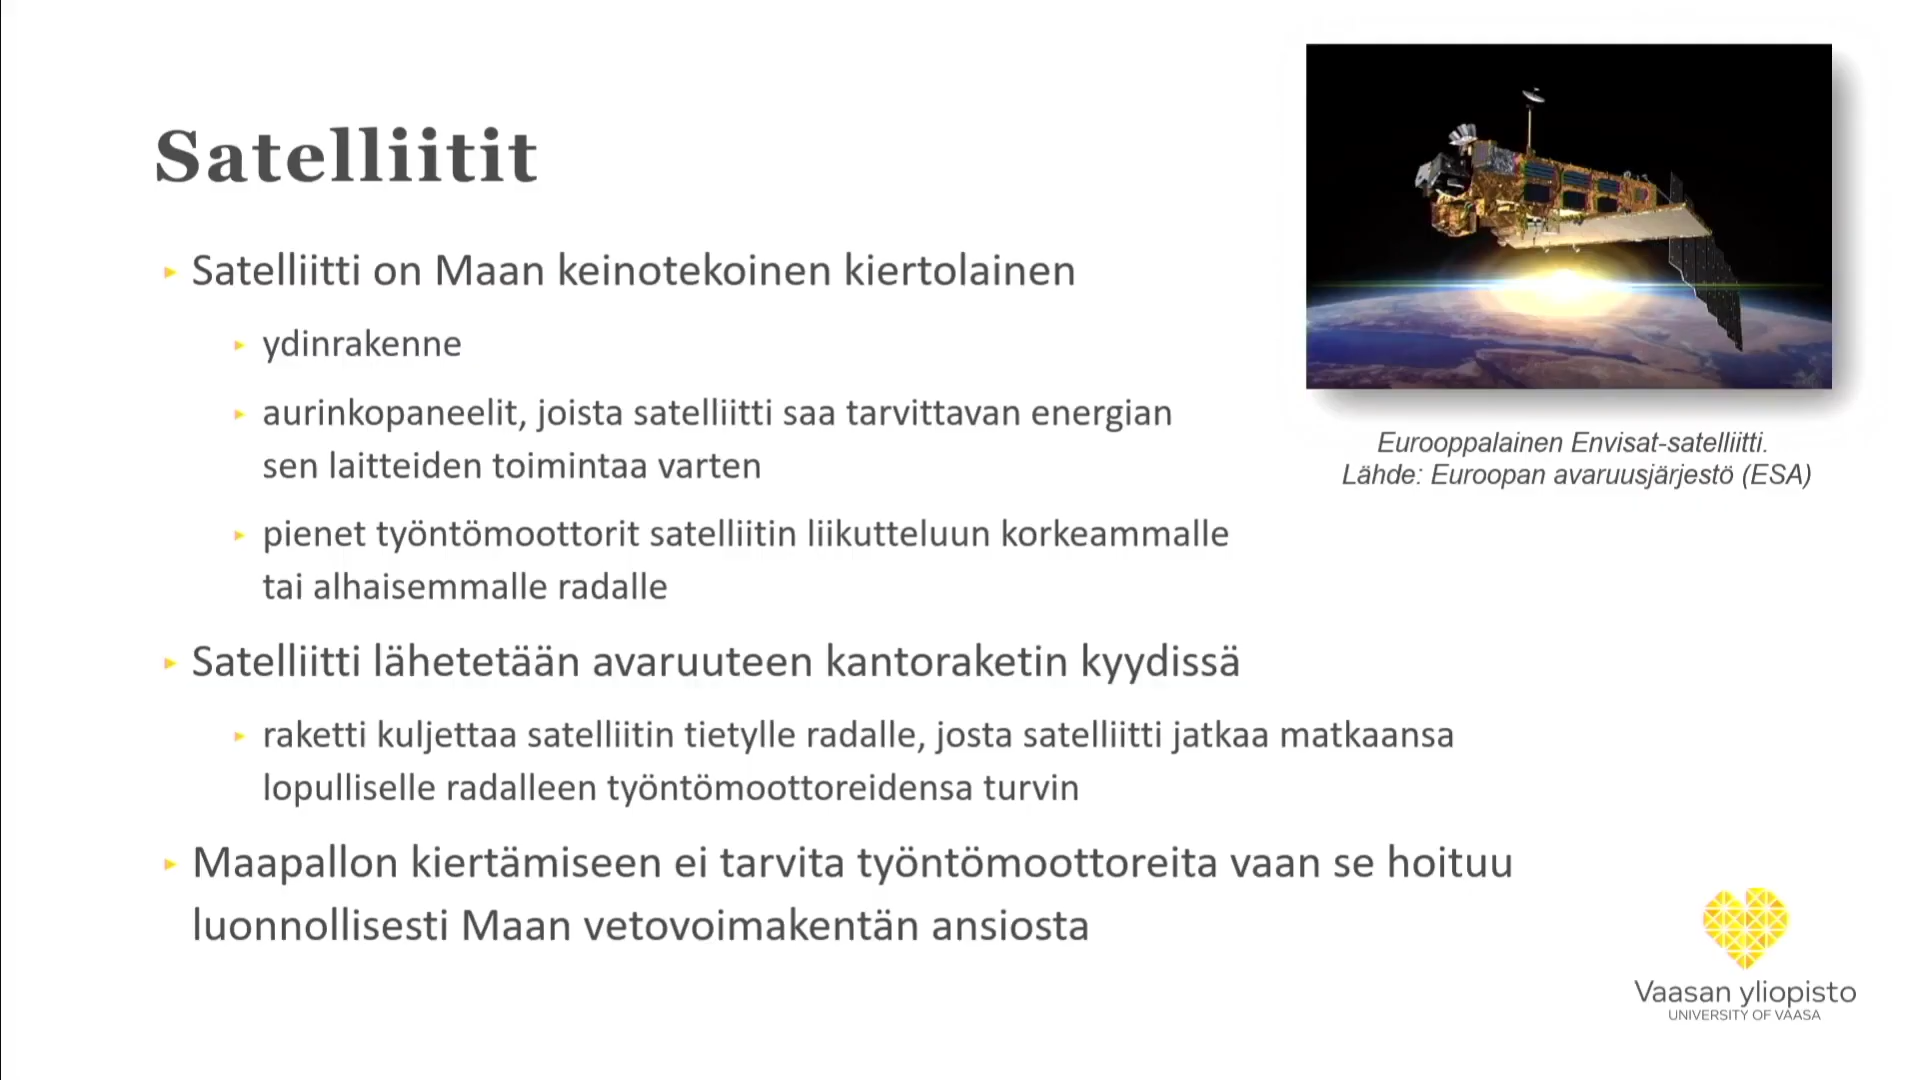 Satelliitit
Satelliitti on Maan keinotekoinen kiertolainen
ydinrakenne
aurinkopaneelit, joista satelliitti saa tarvittavan energian
sen laitteiden toimintaa varten
pienet työntömoottorit satelliitin liikutteluun korkeammalle
tai alhaisemmalle radalle
Satelliitti lähetetään avaruuteen kantoraketin kyydissä
raketti kuljettaa satelliitin tietylle radalle, josta satelliitti jatkaa matkaansa
lopulliselle radalleen työntömoottoreidensa turvin
Maapallon kiertämiseen ei tarvita työntömoottoreita vaan se hoituu
luonnollisesti Maan vetovoimakentän ansiosta
Eurooppalainen Envisat-satelliitti.
Lähde: Euroopan avaruusjärjestö (ESA)
Vaasan yliopisto
UNIVERSITY OF VAASA